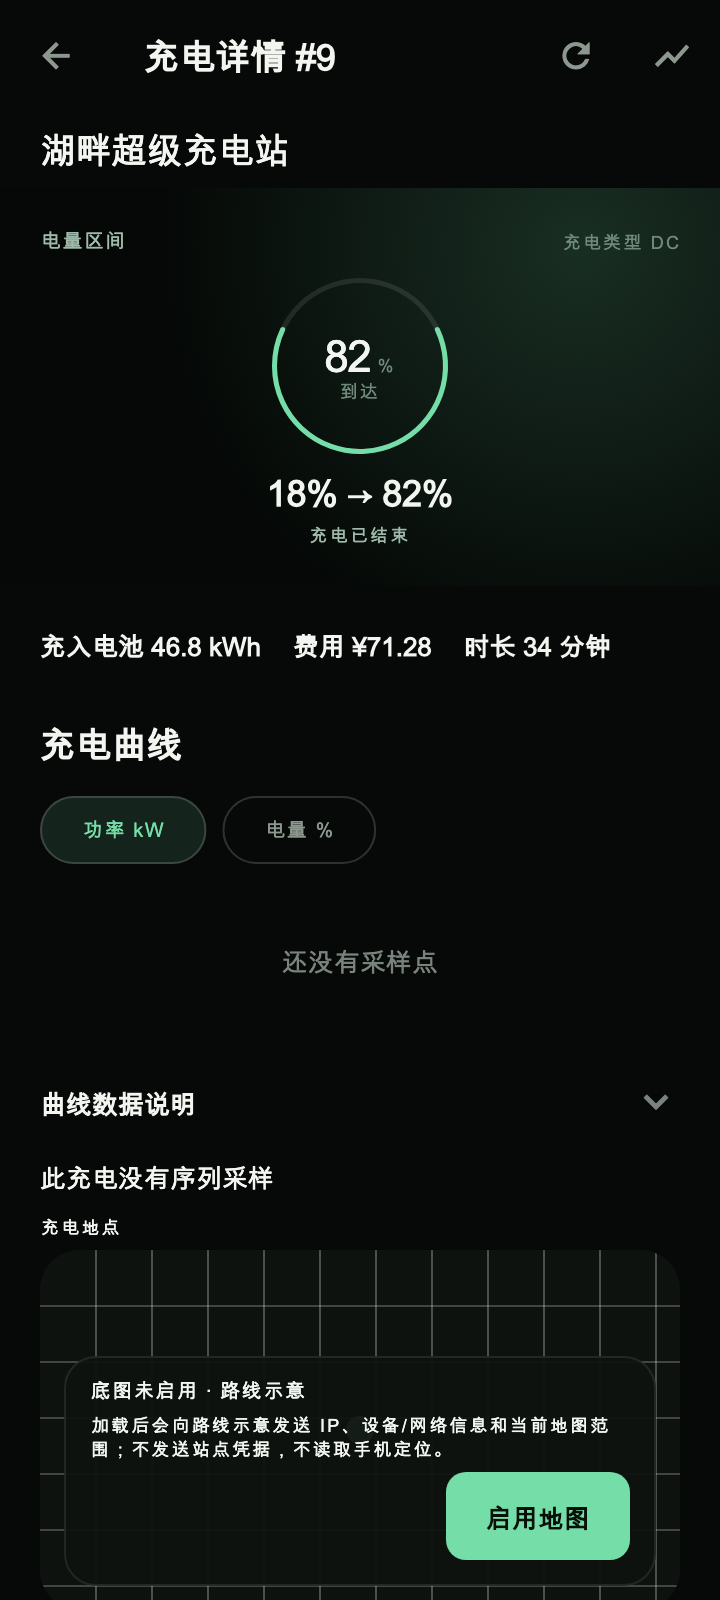 充电详情 #9
湖畔超级充电站
电量区间
充电类型 DC
82 %
到达
18% → 82%
充电已结束
充入电池 46.8 kWh 费用 ¥71.28 时长 34 分钟
充电曲线
功率 kW 电量 %
还没有采样点
曲线数据说明
此充电没有序列采样
充电地点
底图未启用 · 路线示意
加载后会向路线示意发送 IP、设备/网络信息和当前地图范
围；不发送站点凭据，不读取手机定位。
启用地图